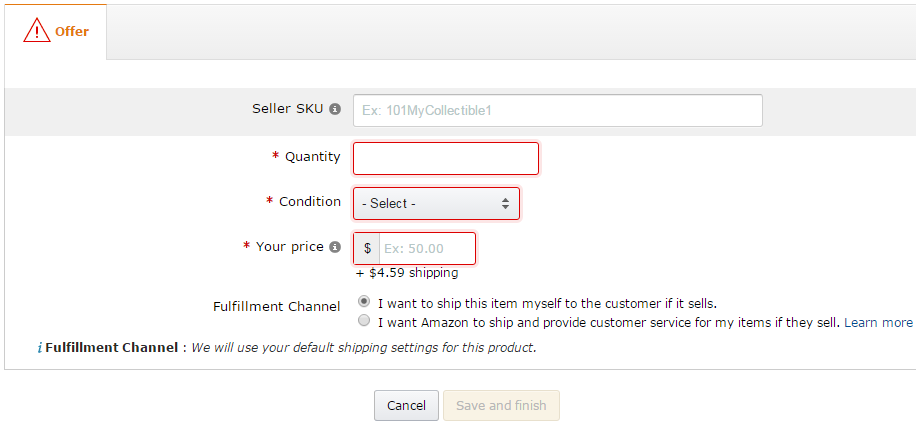 Offer
Seller SKU i Ex: 101MyCollectible1
* Quantity
* Condition - Select -
* Your price i $ Ex: 50.00
+ $4.59 shipping
Fulfillment Channel I want to ship this item myself to the customer if it sells.
I want Amazon to ship and provide customer service for my items if they sell. Learn more
i Fulfillment Channel : We will use your default shipping settings for this product.
Cancel Save and finish